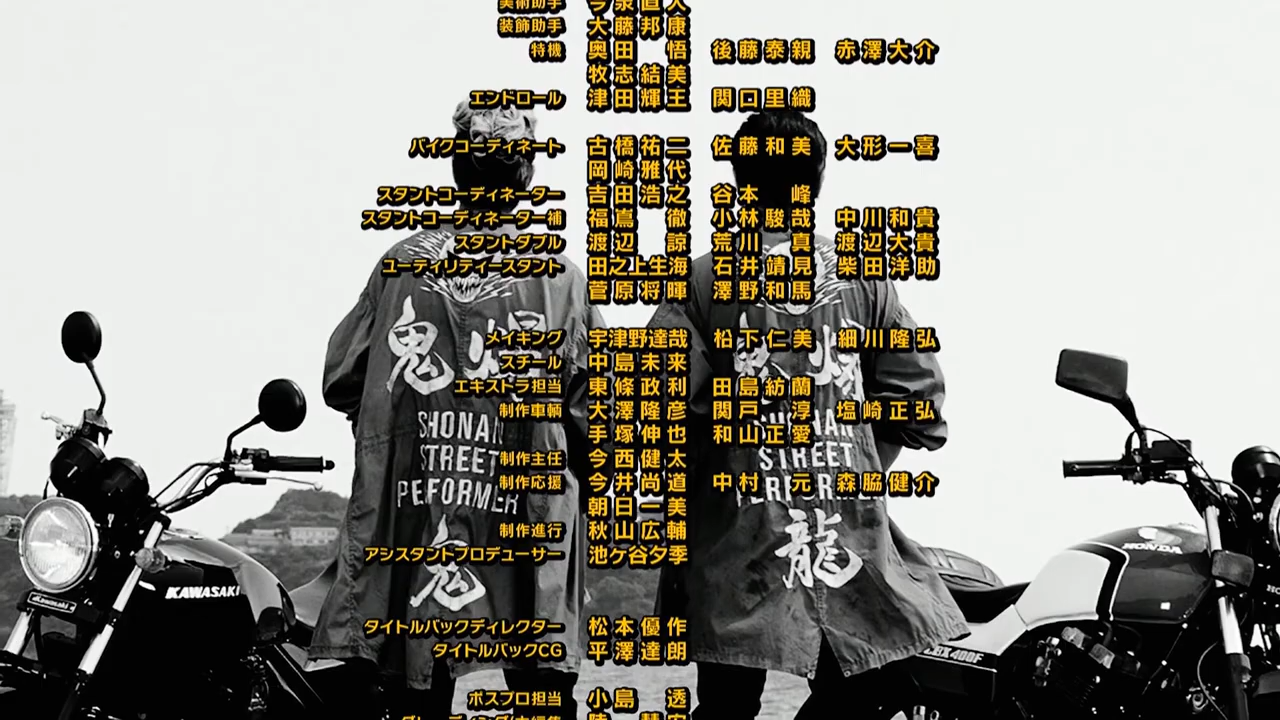 美術助手 今泉直人
装飾助手 大藤邦康
特機 奥田 悟 後藤泰親 赤澤大介
牧志結美
エンドロール 津田輝王 関口里織
バイクコーディネート 古橋祐二 佐藤和美 大形一喜
岡崎雅代
スタントコーディネーター 吉田浩之 谷本 峰
スタントコーディネーター補 福嶌 徹 小林駿哉 中川和貴
スタントダブル 渡辺 諒 荒川 真 渡辺大貴
ユーティリティースタント 田之上生海 石井靖見 柴田洋助
菅原将暉 澤野和馬
メイキング 宇津野達哉 松下仁美 細川隆弘
スチール 中島未来
エキストラ担当 東條政利 田島紡蘭
制作車輌 大澤隆彦 関戸 淳 塩崎正弘
手塚伸也 和山正愛
制作主任 今西健太
制作応援 今井尚道 中村 元 森脇健介
朝日一美
制作進行 秋山広輔
アシスタントプロデューサー 池ケ谷夕季
タイトルバックディレクター 松本優作
タイトルバックCG 平澤達朗
ポスプロ担当 小島 透
鬼爆
SHONAN
STREET
PEFORMER
鬼
SHONAN
STREET
龍
KAWASAKI
Kawasaki
HONDA
CBX400F